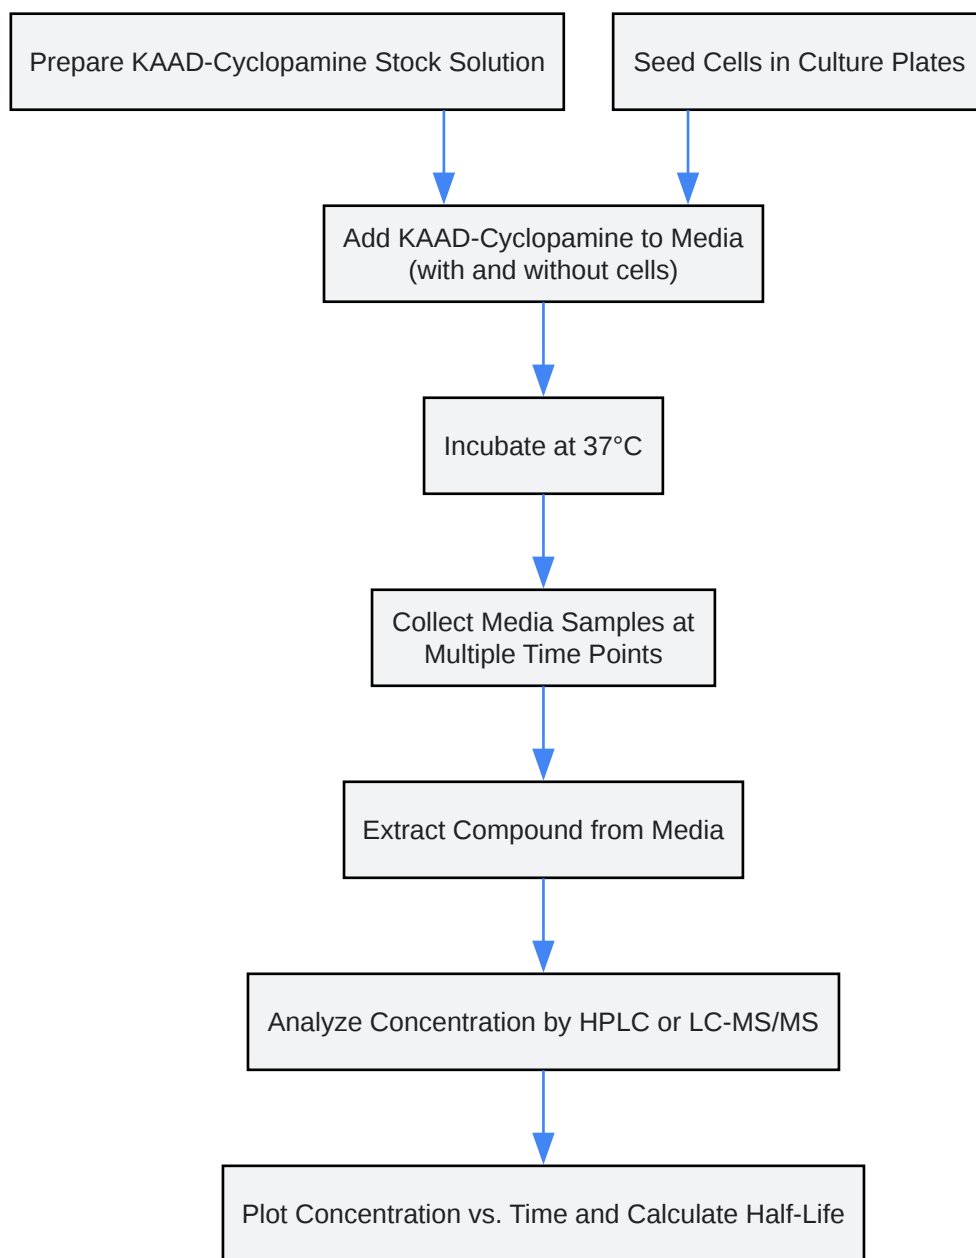 Prepare KAAD-Cyclopamine Stock Solution
Seed Cells in Culture Plates
Add KAAD-Cyclopamine to Media
(with and without cells)
Incubate at 37°C
Collect Media Samples at
Multiple Time Points
Extract Compound from Media
Analyze Concentration by HPLC or LC-MS/MS
Plot Concentration vs. Time and Calculate Half-Life